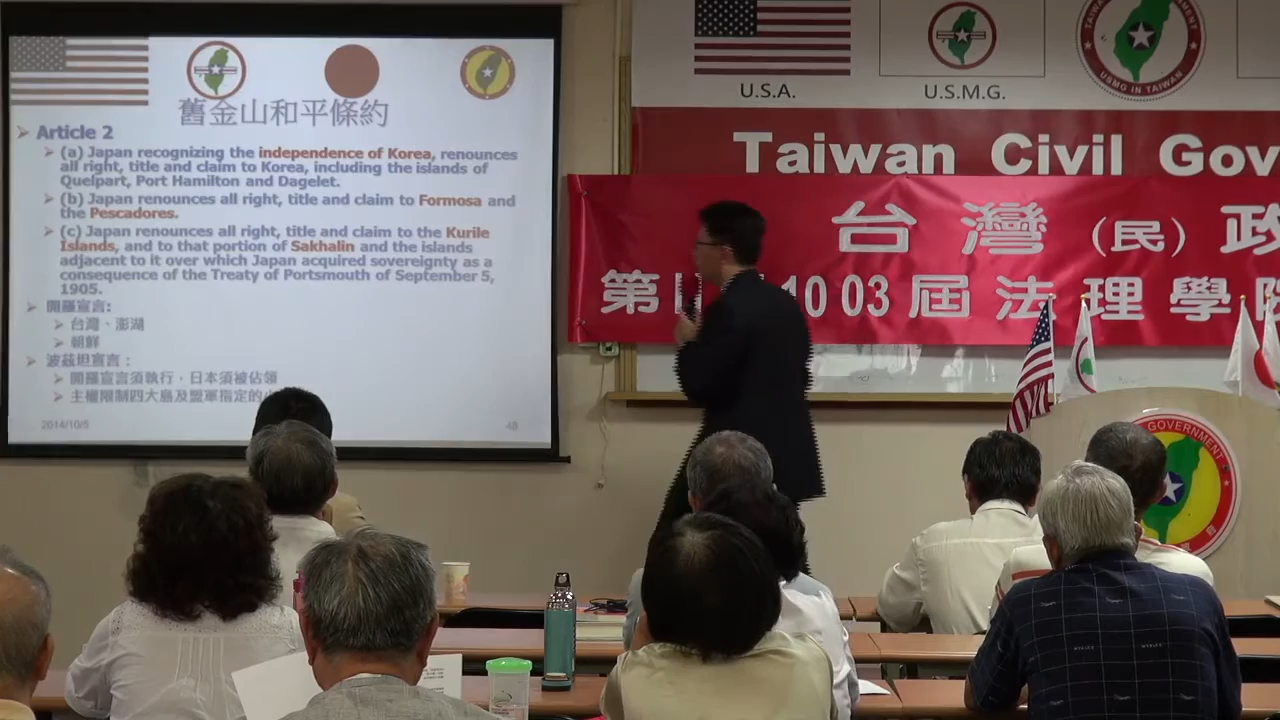 舊金山和平條約
Article 2
(a) Japan recognizing the independence of Korea, renounces
all right, title and claim to Korea, including the islands of
Quelpart, Port Hamilton and Dagelet.
(b) Japan renounces all right, title and claim to Formosa and
the Pescadores.
(c) Japan renounces all right, title and claim to the Kurile
Islands, and to that portion of Sakhalin and the islands
adjacent to it over which Japan acquired sovereignty as a
consequence of the Treaty of Portsmouth of September 5,
1905.
開羅宣言:
台灣、澎湖
朝鮮
波茲坦宣言：
開羅宣言須執行，日本須被佔領
主權限制四大島及盟軍指定的
2014/10/5
48
U.S.A.
U.S.M.G.
USMG IN TAIWAN
Taiwan Civil Gov
台灣(民)政
第 10 03 屆法理學
GOVERNMENT